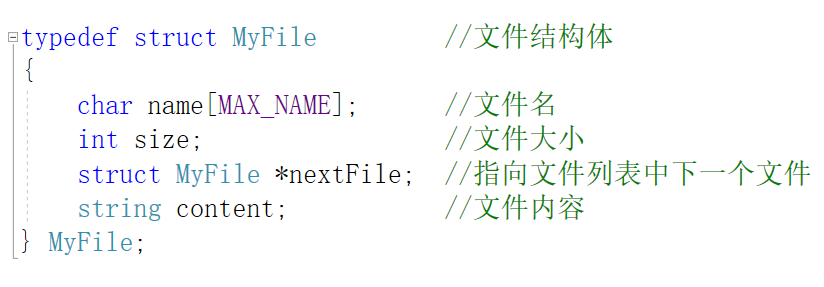 typedef struct MyFile //文件结构体
{
char name[MAX_NAME]; //文件名
int size; //文件大小
struct MyFile *nextFile; //指向文件列表中下一个文件
string content; //文件内容
} MyFile;